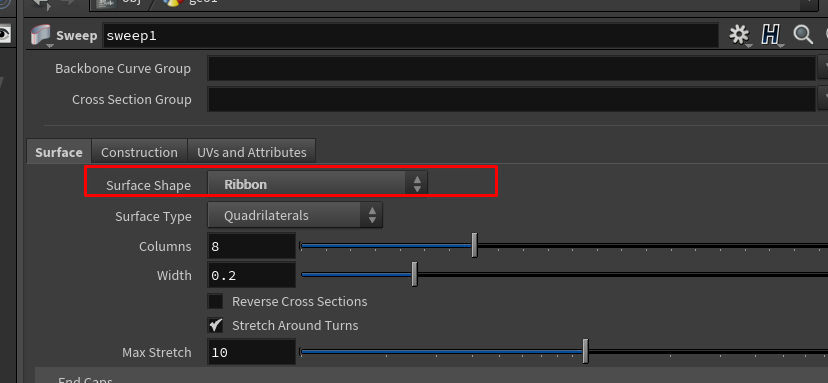 obj geo1
Sweep sweep1
Backbone Curve Group
Cross Section Group
Surface Construction UVs and Attributes
Surface Shape Ribbon
Surface Type Quadrilaterals
Columns 8
Width 0.2
Reverse Cross Sections
Stretch Around Turns
Max Stretch 10
End Caps